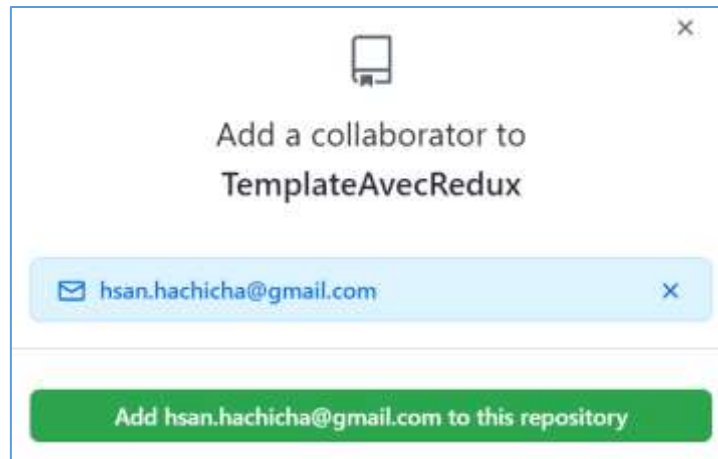 Add a collaborator to
TemplateAvecRedux
hsan.hachicha@gmail.com
Add hsan.hachicha@gmail.com to this repository